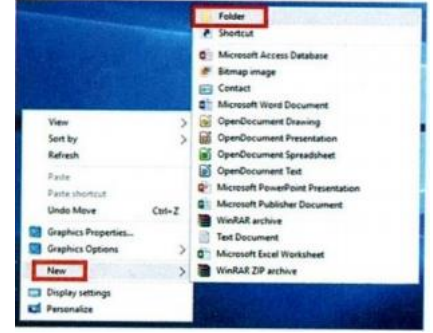 Folder
Shortcut
Microsoft Access Database
Bitmap image
Contact
Microsoft Word Document
OpenDocument Drawing
OpenDocument Presentation
OpenDocument Spreadsheet
OpenDocument Text
Microsoft PowerPoint Presentation
Microsoft Publisher Document
WinRAR archive
Text Document
Microsoft Excel Worksheet
WinRAR ZIP archive
View
Sort by
Refresh
Paste
Paste shortcut
Undo Move Ctrl+Z
Graphics Properties...
Graphics Options
New
Display settings
Personalize